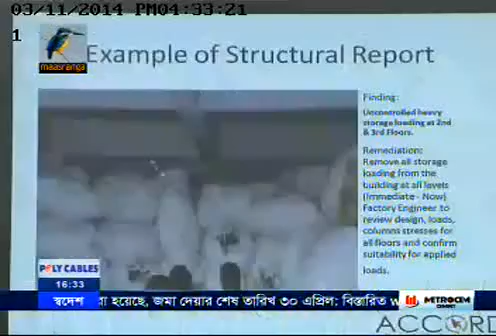 03/11/2014 PM04:33:21
1
maasranga
Example of Structural Report
Finding:
Uncontrolled heavy
storage loading at 2nd
& 3rd Floors.
Remediation:
Remove all storage
loading from the
building at all levels
(Immediate - Now)
Factory Engineer to
review design, loads,
columns stresses for
all floors and confirm
suitability for applied
loads.
POLY CABLES
16:33
স্বদেশ
রা হয়েছে, জমা দেয়ার শেষ তারিখ ৩০ এপ্রিল: বিস্তারিত w
METROCEM
CEMENT
ACCORD